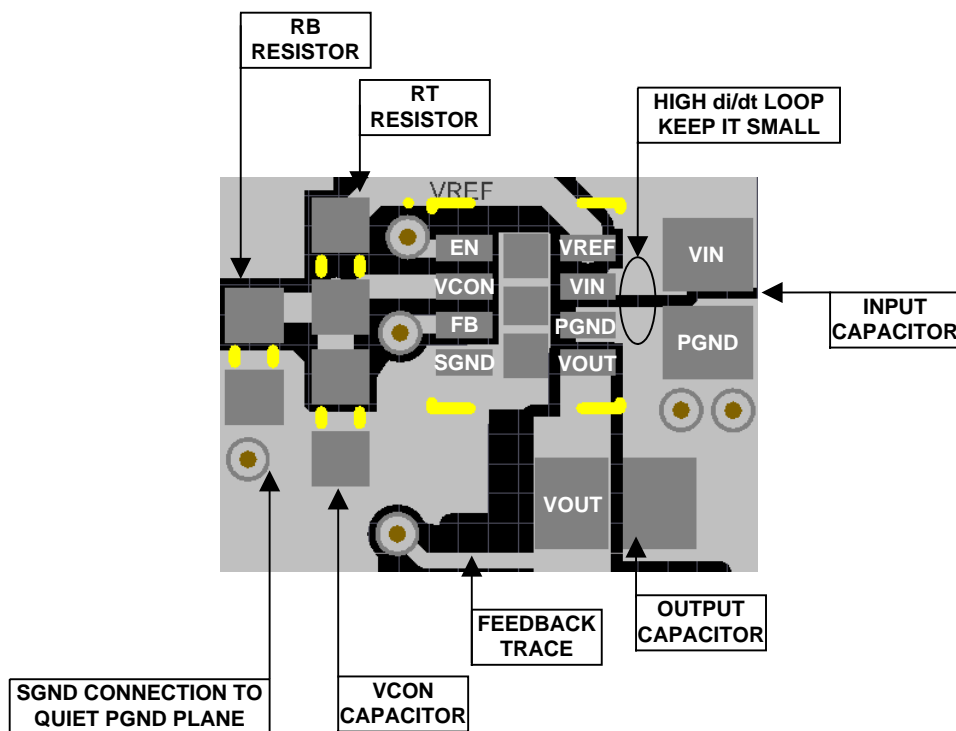 RB
RESISTOR
RT
RESISTOR
HIGH di/dt LOOP
KEEP IT SMALL
VREF
EN
VREF
VIN
VCON
VIN
INPUT
CAPACITOR
FB
PGND
PGND
SGND
VOUT
VOUT
FEEDBACK
TRACE
OUTPUT
CAPACITOR
SGND CONNECTION TO
QUIET PGND PLANE
VCON
CAPACITOR